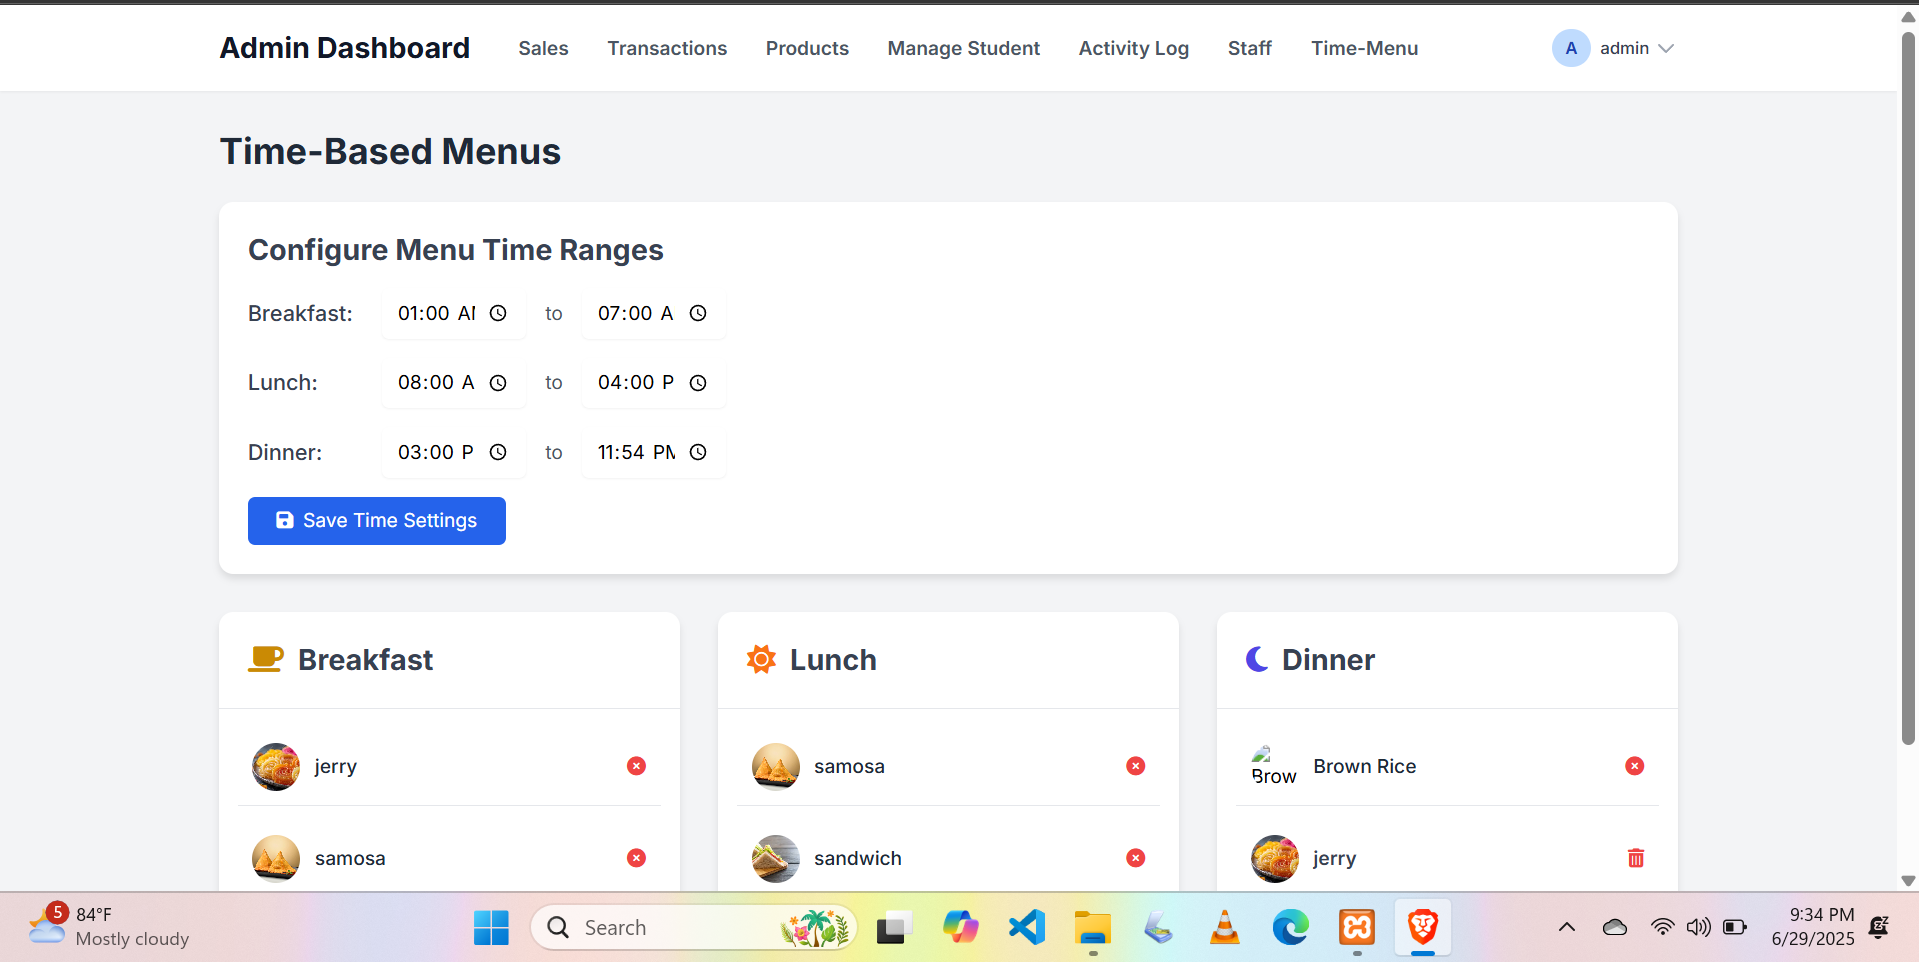 Admin Dashboard Sales Transactions Products Manage Student Activity Log Staff Time-Menu A admin
Time-Based Menus
Configure Menu Time Ranges
Breakfast: 01:00 AM to 07:00 A
Lunch: 08:00 A to 04:00 P
Dinner: 03:00 P to 11:54 PM
Save Time Settings
Breakfast
jerry
samosa
Lunch
samosa
sandwich
Dinner
Brow Brown Rice
jerry
5 84°F
Mostly cloudy
Search
9:34 PM
6/29/2025